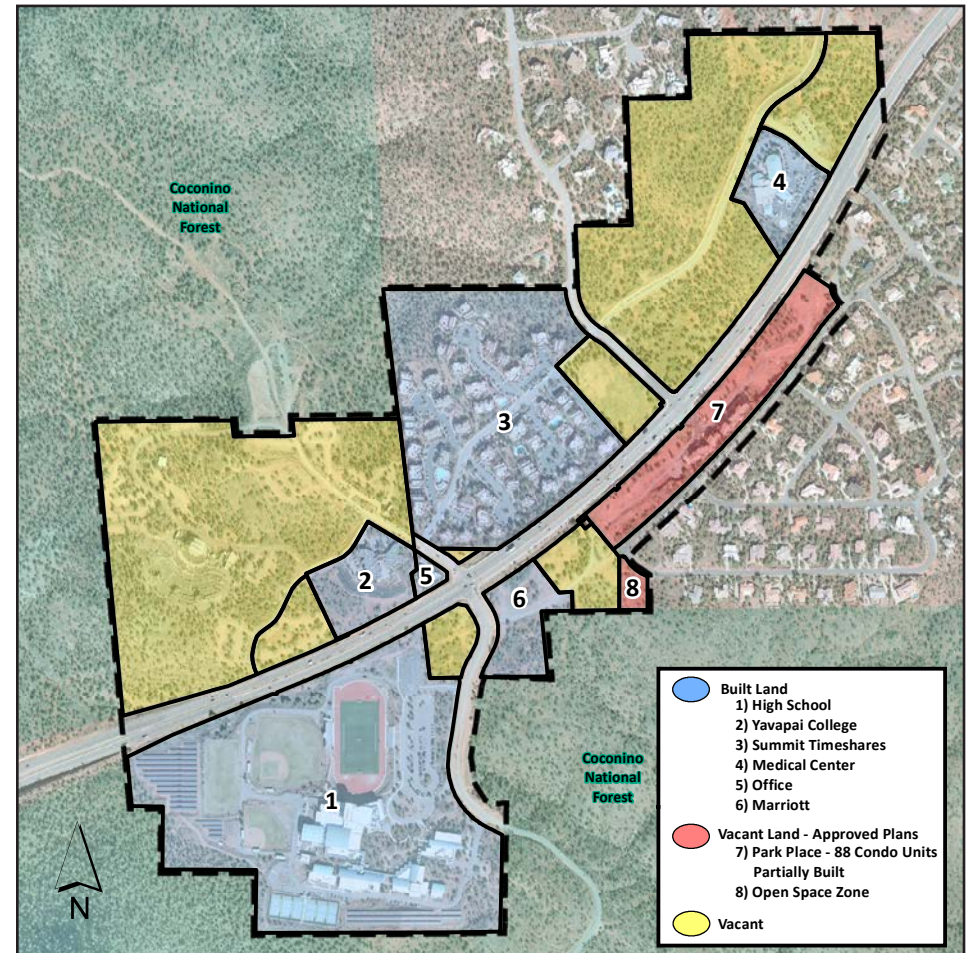 Coconino
National
Forest
4
7
3
2
5
6
8
1
Coconino
National
Forest
N
Built Land
1) High School
2) Yavapai College
3) Summit Timeshares
4) Medical Center
5) Office
6) Marriott
Vacant Land - Approved Plans
7) Park Place - 88 Condo Units
Partially Built
8) Open Space Zone
Vacant